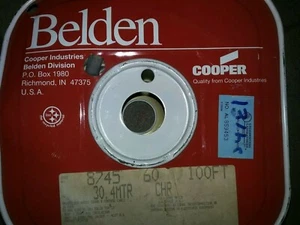 Belden
Cooper Industries
Belden Division
P.O. Box 1980
Richmond, IN 47375
U.S.A.
COOPER
Quality from Cooper Industries
8745 60 100FT
30.4MTR CHR